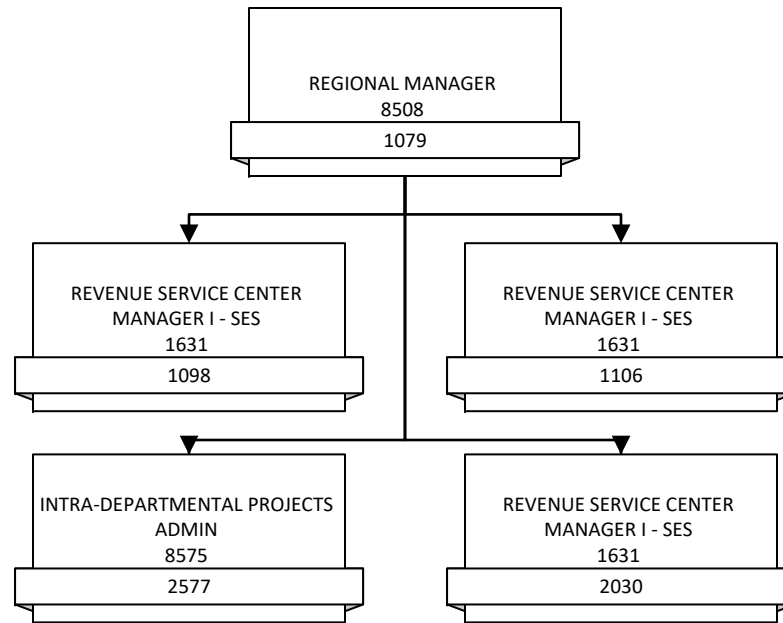 REGIONAL MANAGER
8508
1079
REVENUE SERVICE CENTER
MANAGER I - SES
1631
1098
REVENUE SERVICE CENTER
MANAGER I - SES
1631
1106
INTRA-DEPARTMENTAL PROJECTS
ADMIN
8575
2577
REVENUE SERVICE CENTER
MANAGER I - SES
1631
2030